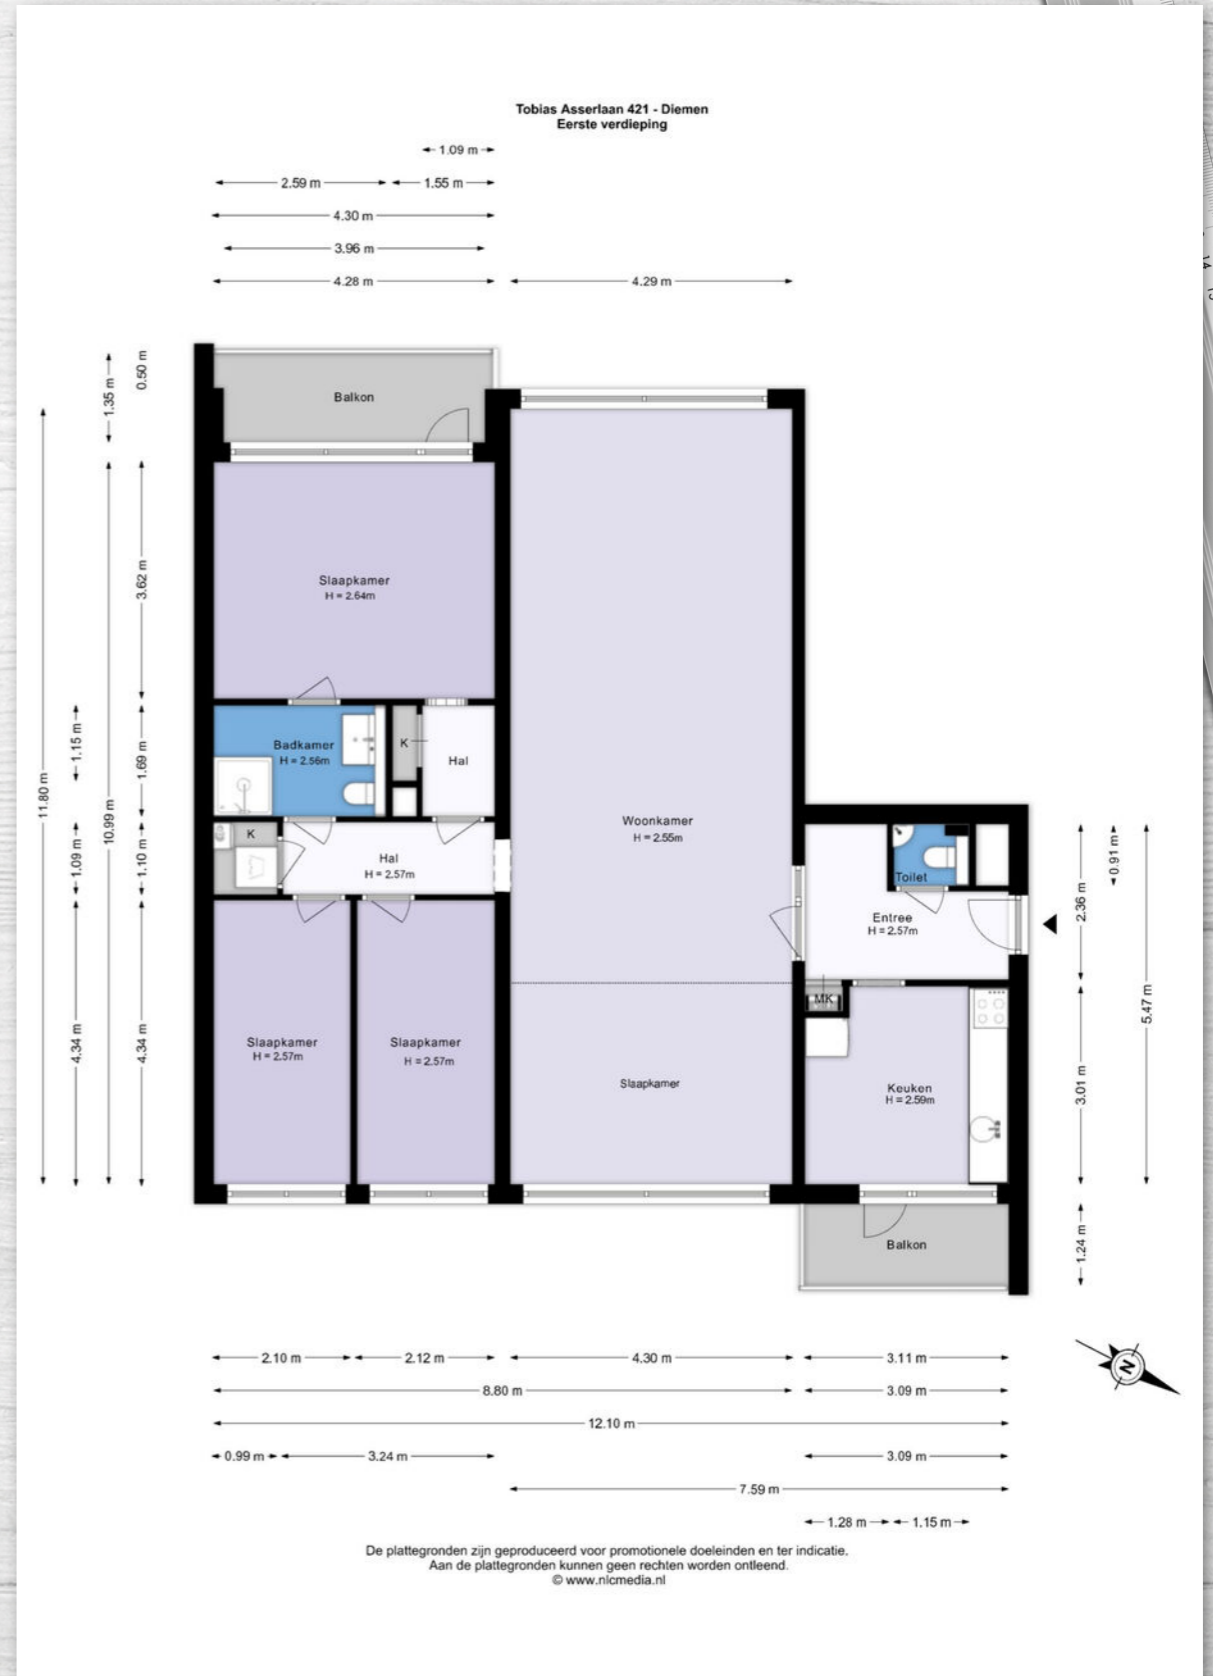 Tobias Asserlaan 421 - Diemen
Eerste verdieping
1.09 m
2.59 m
1.55 m
4.30 m
3.96 m
4.28 m
4.29 m
0.50 m
1.35 m
11.80 m
10.99 m
3.62 m
1.15 m
1.69 m
1.09 m
1.10 m
4.34 m
4.34 m
Balkon
Slaapkamer
H = 2.64m
Badkamer
H = 2.56m
K
Hal
K
Hal
H = 2.57m
Woonkamer
H = 2.55m
Toilet
Entree
H = 2.57m
MK
Slaapkamer
H = 2.57m
Slaapkamer
H = 2.57m
Slaapkamer
Keuken
H = 2.59m
Balkon
0.91 m
2.36 m
5.47 m
3.01 m
1.24 m
N
2.10 m
2.12 m
4.30 m
3.11 m
8.80 m
3.09 m
12.10 m
0.99 m
3.24 m
3.09 m
7.59 m
1.28 m
1.15 m
De plattegronden zijn geproduceerd voor promotionele doeleinden en ter indicatie.
Aan de plattegronden kunnen geen rechten worden ontleend.
© www.nlcmedia.nl
14